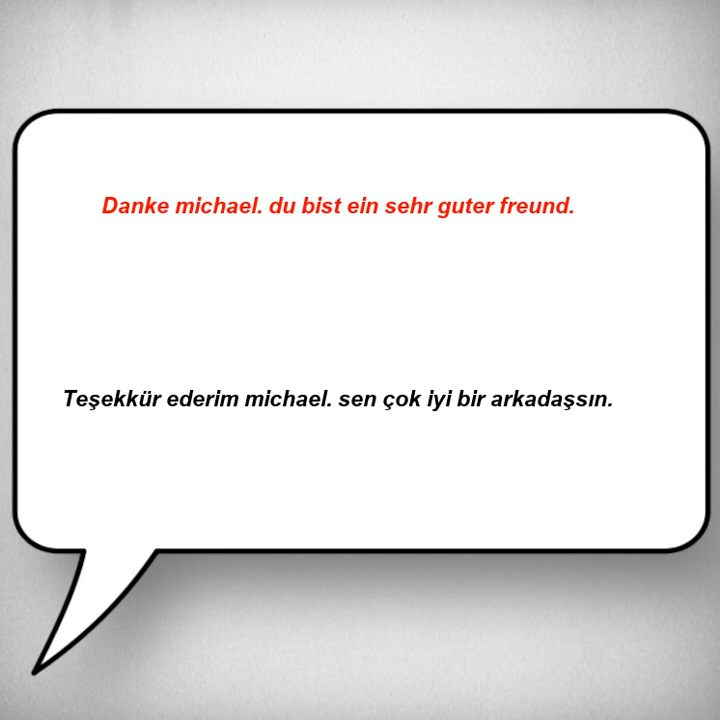 Danke michael. du bist ein sehr guter freund.
Teşekkür ederim michael. sen çok iyi bir arkadaşsın.